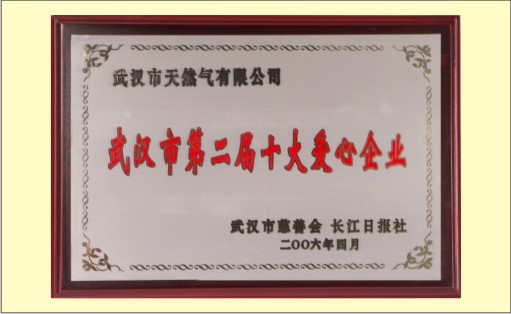 武汉市天然气有限公司
武汉市第二届十大爱心企业
武汉市慈善会 长江日报社
二OO六年四月